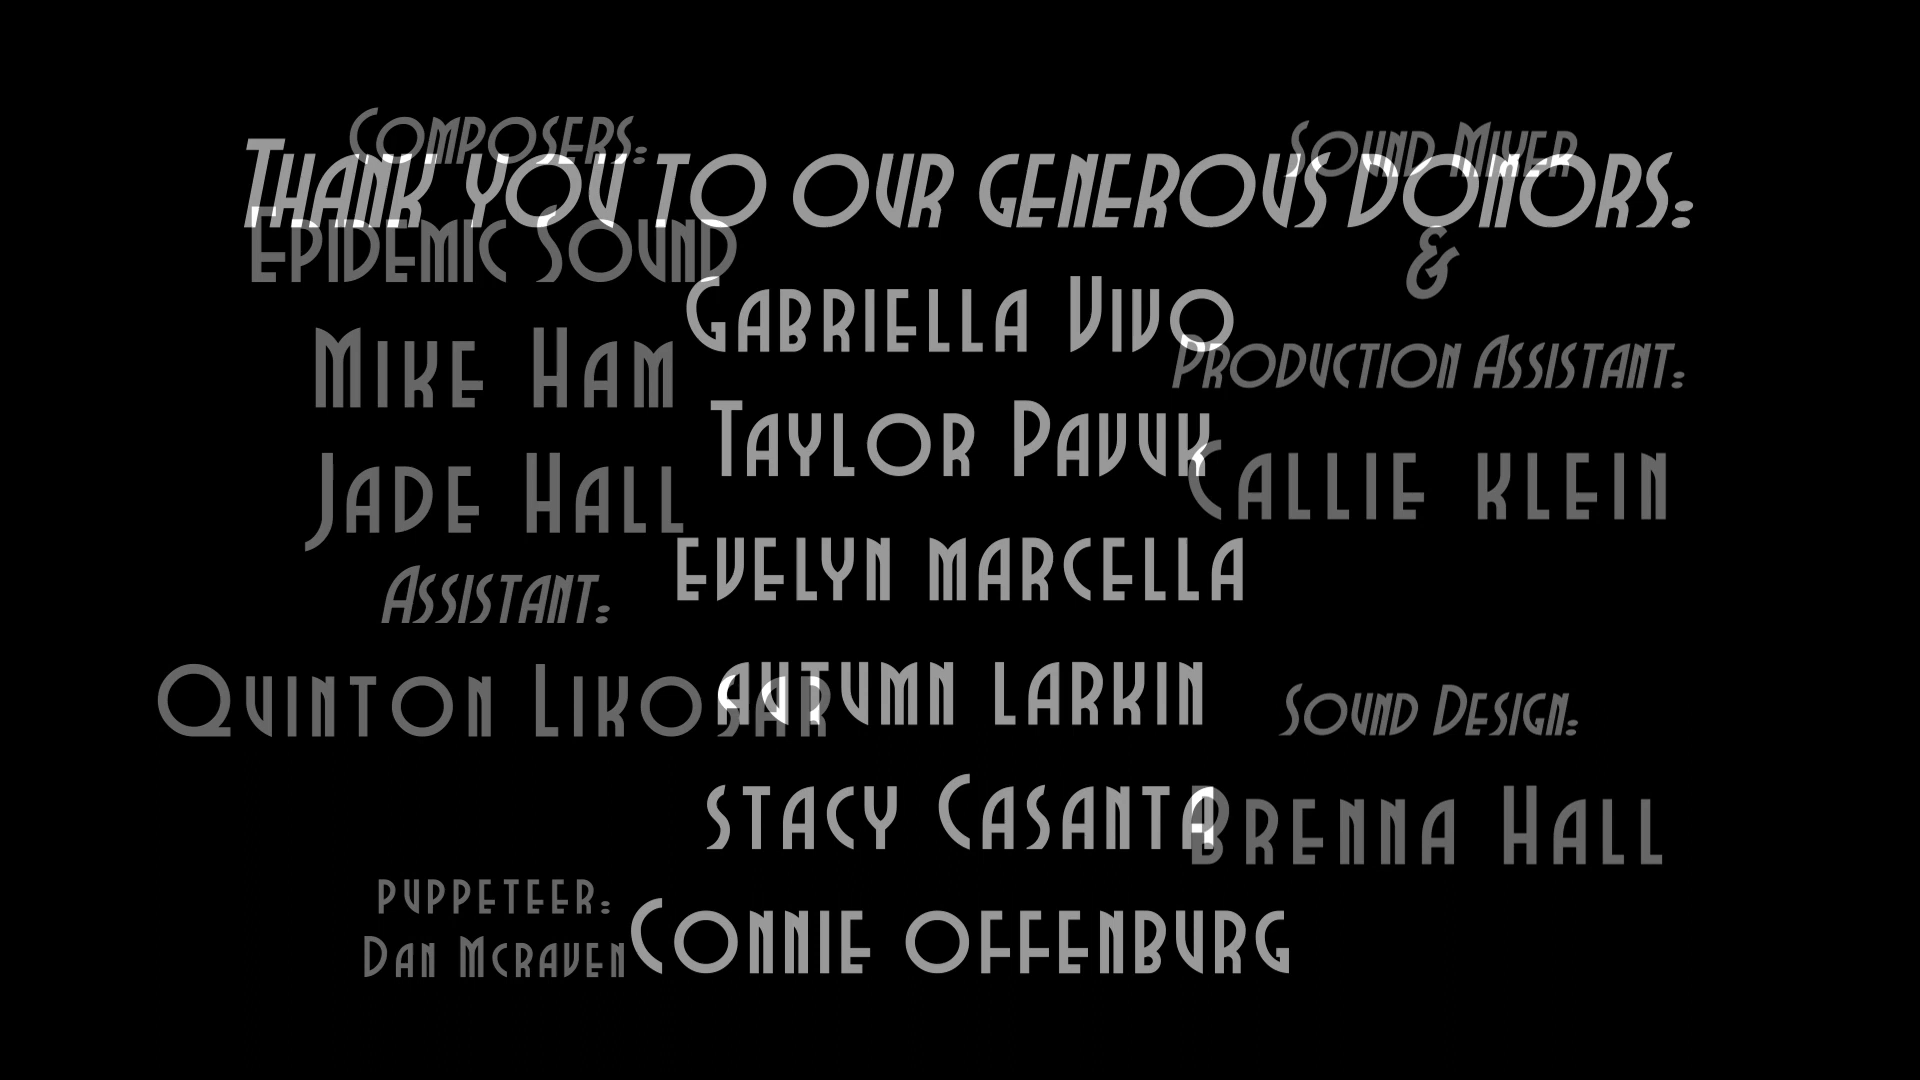 Composers:
Epidemic Sound
Mike Ham
Jade Hall
Assistant:
Quinton Likosar
puppeteer:
Dan Mcraven
Thank you to our generous Donors:
Gabriella Vivo
Taylor Pavuk
evelyn marcella
autumn larkin
stacy Casanta
Connie offenburg
Sound Mixer
&
Production Assistant:
Callie klein
Sound Design:
Brenna Hall